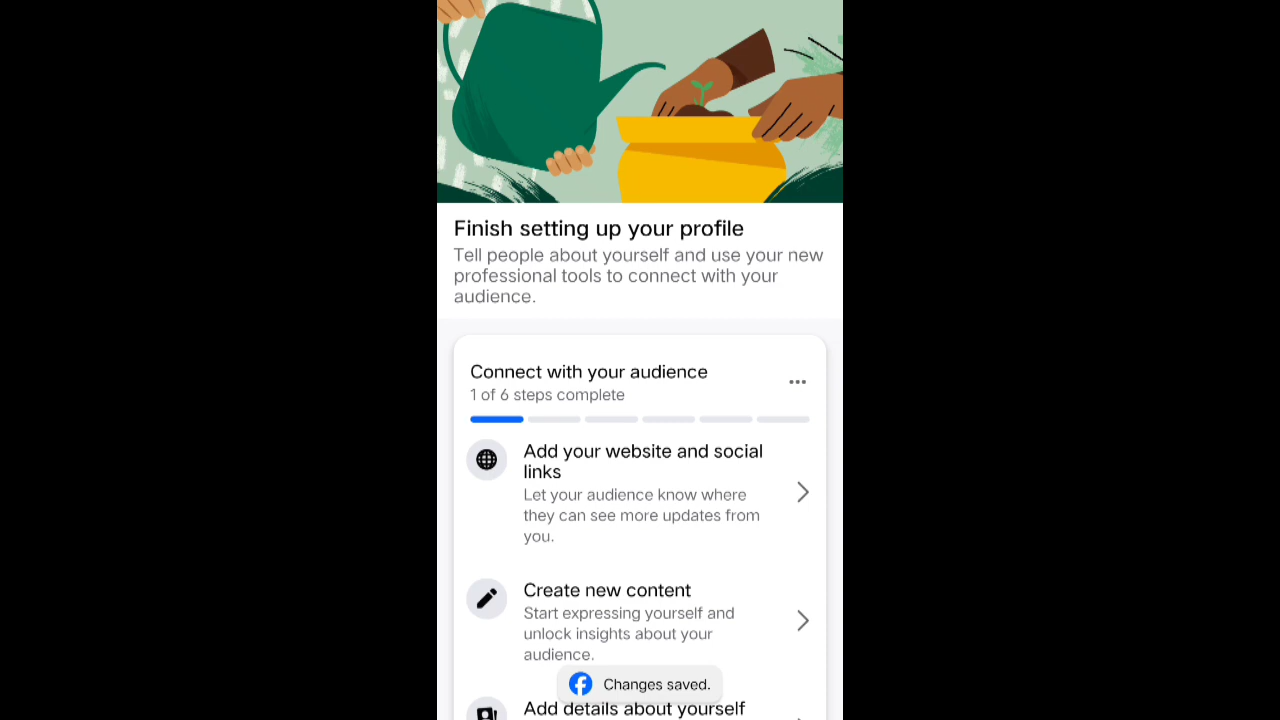 Finish setting up your profile
Tell people about yourself and use your new
professional tools to connect with your
audience.
Connect with your audience
1 of 6 steps complete
Add your website and social
links
Let your audience know where
they can see more updates from
you.
Create new content
Start expressing yourself and
unlock insights about your
audience.
Changes saved.
Add details about yourself